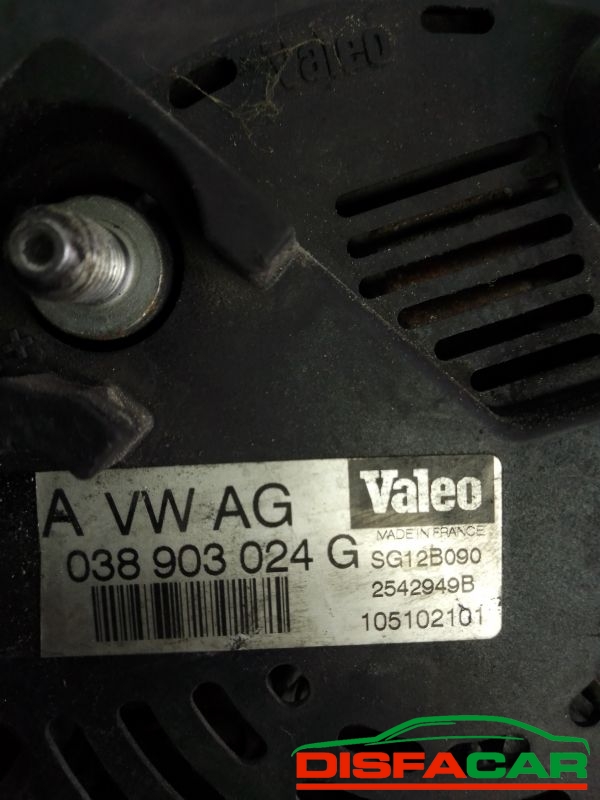 Valeo
+
A VW AG
Valeo
MADE IN FRANCE
038 903 024 G
SG12B090
2542949B
105102101
DISFACAR